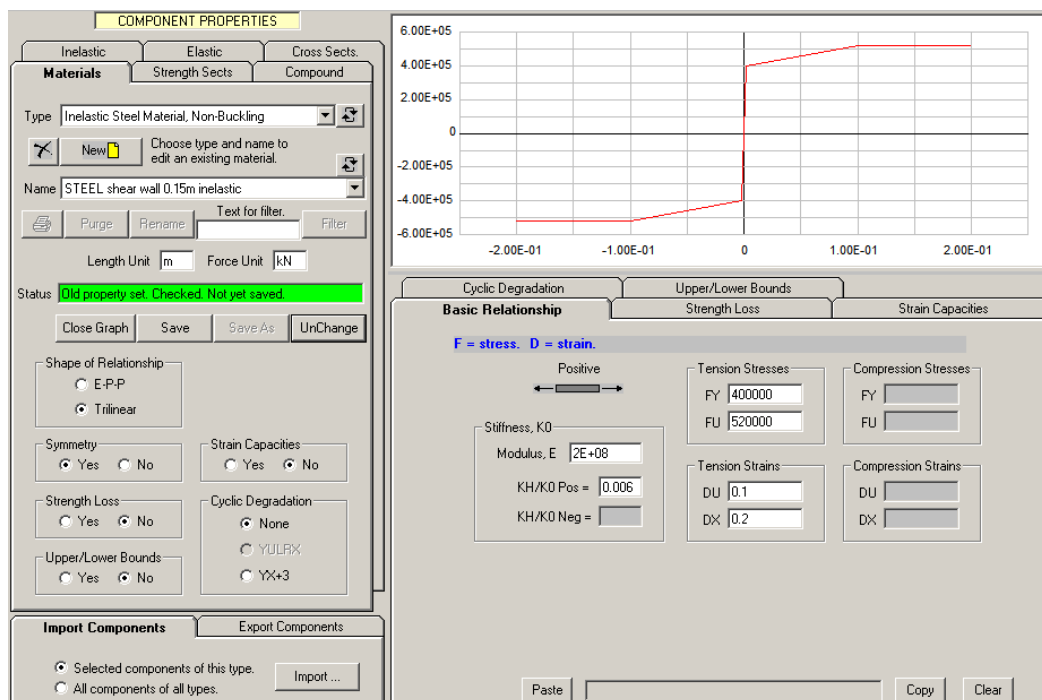 COMPONENT PROPERTIES
Inelastic Elastic Cross Sects.
Materials Strength Sects Compound
Type Inelastic Steel Material, Non-Buckling
New Choose type and name to
edit an existing material.
Name STEEL shear wall 0.15m inelastic
Text for filter.
Purge Rename Filter
Length Unit m Force Unit kN
Status Old property set. Checked. Not yet saved.
Close Graph Save Save As UnChange
Shape of Relationship
E-P-P
Trilinear
Symmetry
Yes No
Strain Capacities
Yes No
Strength Loss
Yes No
Cyclic Degradation
None
YULRX
YX+3
Upper/Lower Bounds
Yes No
Import Components Export Components
Selected components of this type.
All components of all types.
Import ...
6.00E+05
4.00E+05
2.00E+05
0
-2.00E+05
-4.00E+05
-6.00E+05
-2.00E-01 -1.00E-01 0 1.00E-01 2.00E-01
Cyclic Degradation Upper/Lower Bounds
Basic Relationship Strength Loss Strain Capacities
F = stress. D = strain.
Positive
Stiffness, K0
Modulus, E 2E+08
KH/K0 Pos = 0.006
KH/K0 Neg =
Tension Stresses
FY 400000
FU 520000
Compression Stresses
FY
FU
Tension Strains
DU 0.1
DX 0.2
Compression Strains
DU
DX
Paste Copy Clear